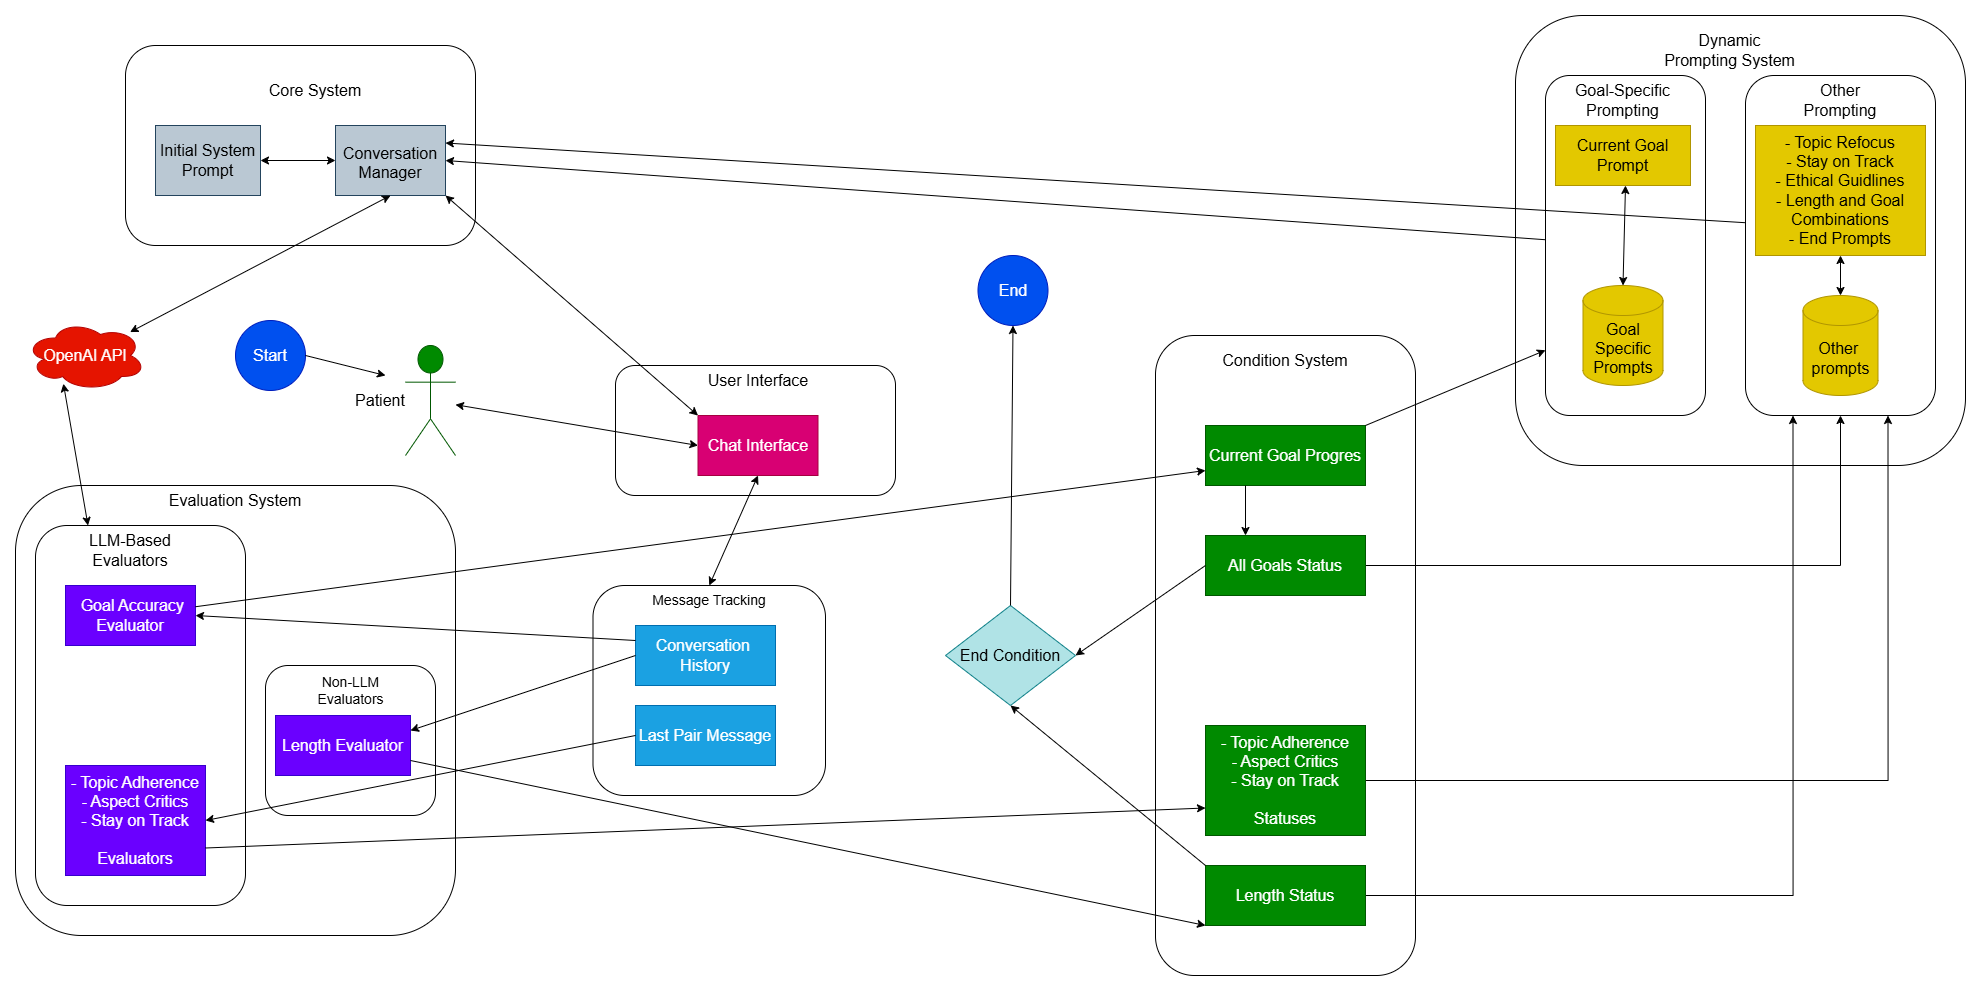 Core System
Initial System
Prompt
Conversation
Manager
OpenAI API
Start
Patient
User Interface
Chat Interface
Evaluation System
LLM-Based
Evaluators
Goal Accuracy
Evaluator
- Topic Adherence
- Aspect Critics
- Stay on Track
Evaluators
Non-LLM
Evaluators
Length Evaluator
Message Tracking
Conversation
History
Last Pair Message
End
End Condition
Condition System
Current Goal Progres
All Goals Status
- Topic Adherence
- Aspect Critics
- Stay on Track
Statuses
Length Status
Dynamic
Prompting System
Goal-Specific
Prompting
Current Goal
Prompt
Goal
Specific
Prompts
Other
Prompting
- Topic Refocus
- Stay on Track
- Ethical Guidlines
- Length and Goal
Combinations
- End Prompts
Other
prompts